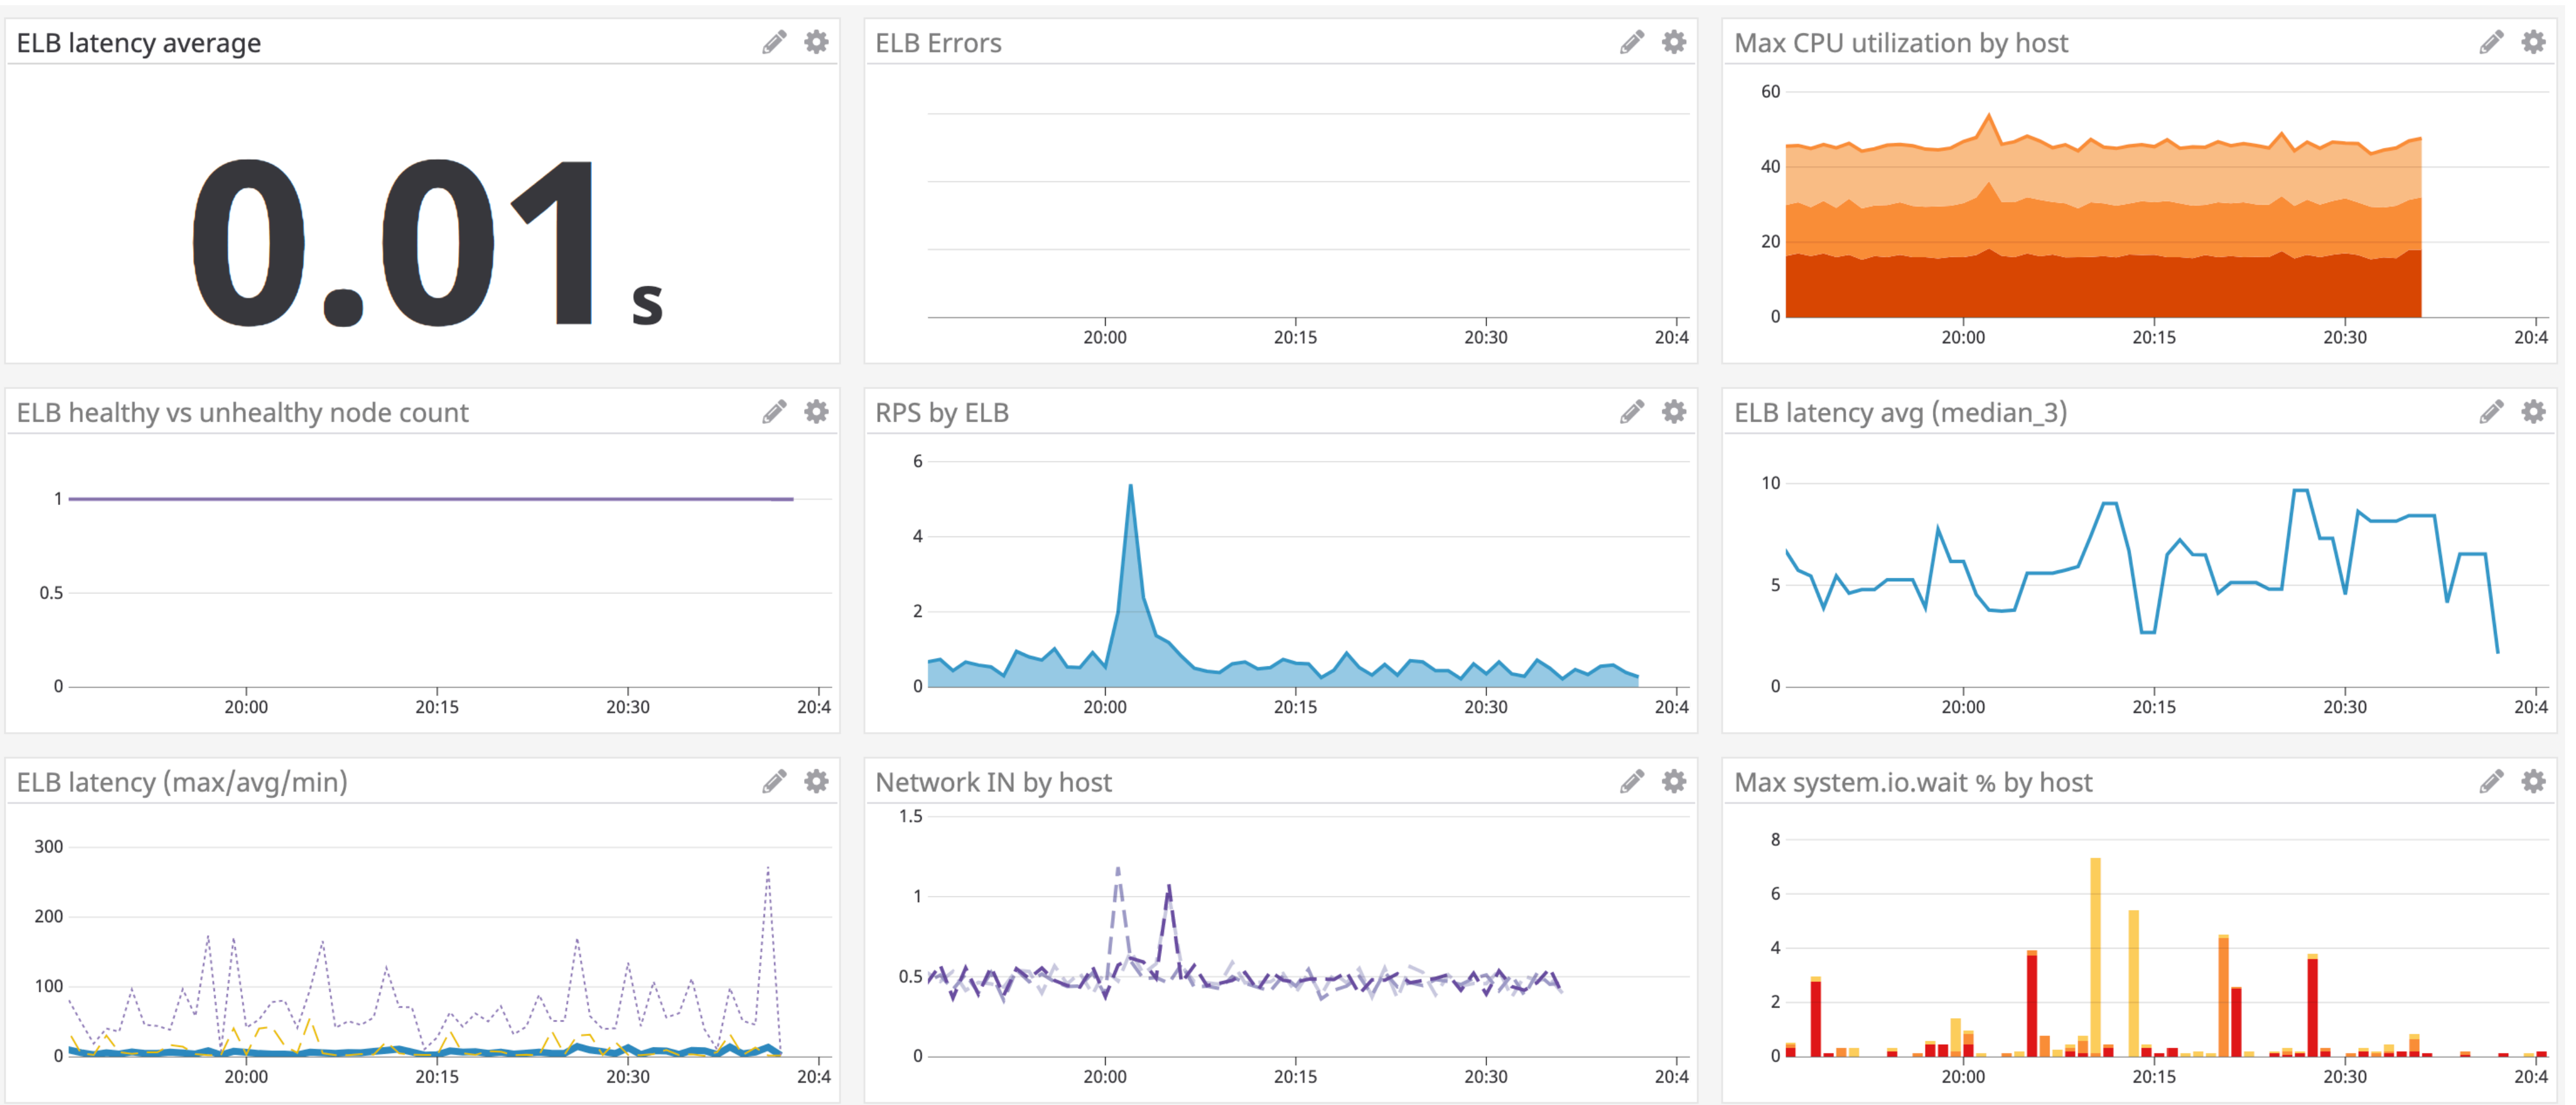 ELB latency average
0.01 s
ELB Errors
20:00 20:15 20:30 20:4
Max CPU utilization by host
60
40
20
0
20:00 20:15 20:30 20:4
ELB healthy vs unhealthy node count
1
0.5
0
20:00 20:15 20:30 20:4
RPS by ELB
6
4
2
0
20:00 20:15 20:30 20:4
ELB latency avg (median_3)
10
5
0
20:00 20:15 20:30 20:4
ELB latency (max/avg/min)
300
200
100
0
20:00 20:15 20:30 20:4
Network IN by host
1.5
1
0.5
0
20:00 20:15 20:30 20:4
Max system.io.wait % by host
8
6
4
2
0
20:00 20:15 20:30 20:4